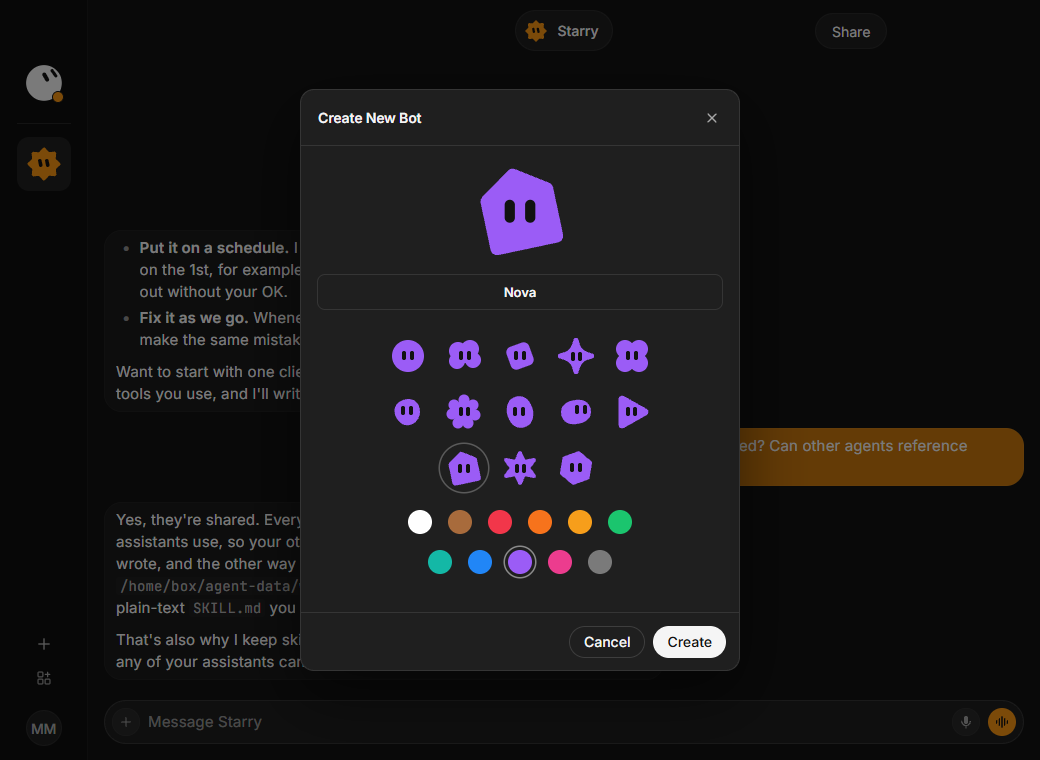 Starry
Share
Create New Bot
Nova
Put it on a schedule. I
on the 1st, for example
out without your OK.
Fix it as we go. Whene
make the same mistak
Want to start with one clie
tools you use, and I'll writ
ed? Can other agents reference
Yes, they're shared. Every
assistants use, so your ot
wrote, and the other way
/home/box/agent-data/
plain-text SKILL.md you
That's also why I keep ski
any of your assistants can
Cancel
Create
MM
Message Starry